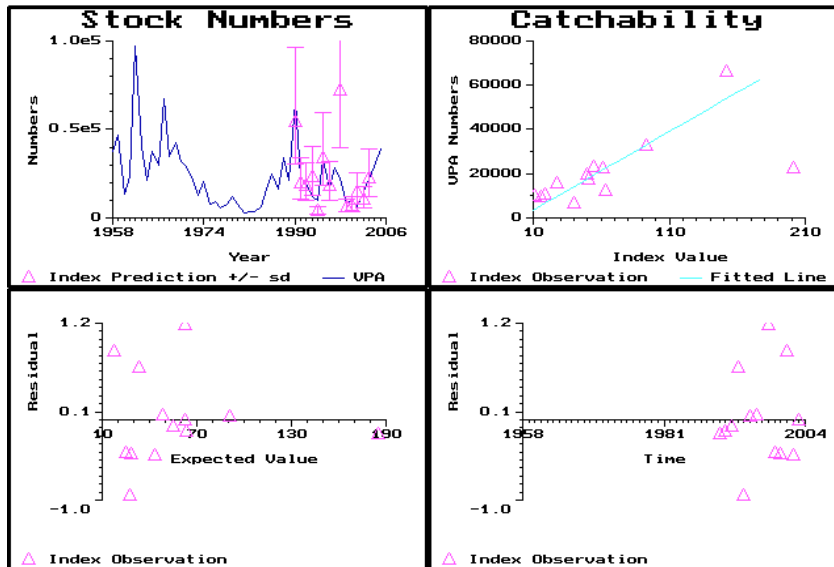 Stock Numbers
1.0e5
0.5e5
0
Numbers
1958 1974 1990 2006
Year
Index Prediction +/- sd VPA
Catchability
80000
60000
40000
20000
0
VPA Numbers
10 110 210
Index Value
Index Observation Fitted Line
1.2
0.1
-1.0
Residual
10 70 130 190
Expected Value
Index Observation
1.2
0.1
-1.0
Residual
1958 1981 2004
Time
Index Observation